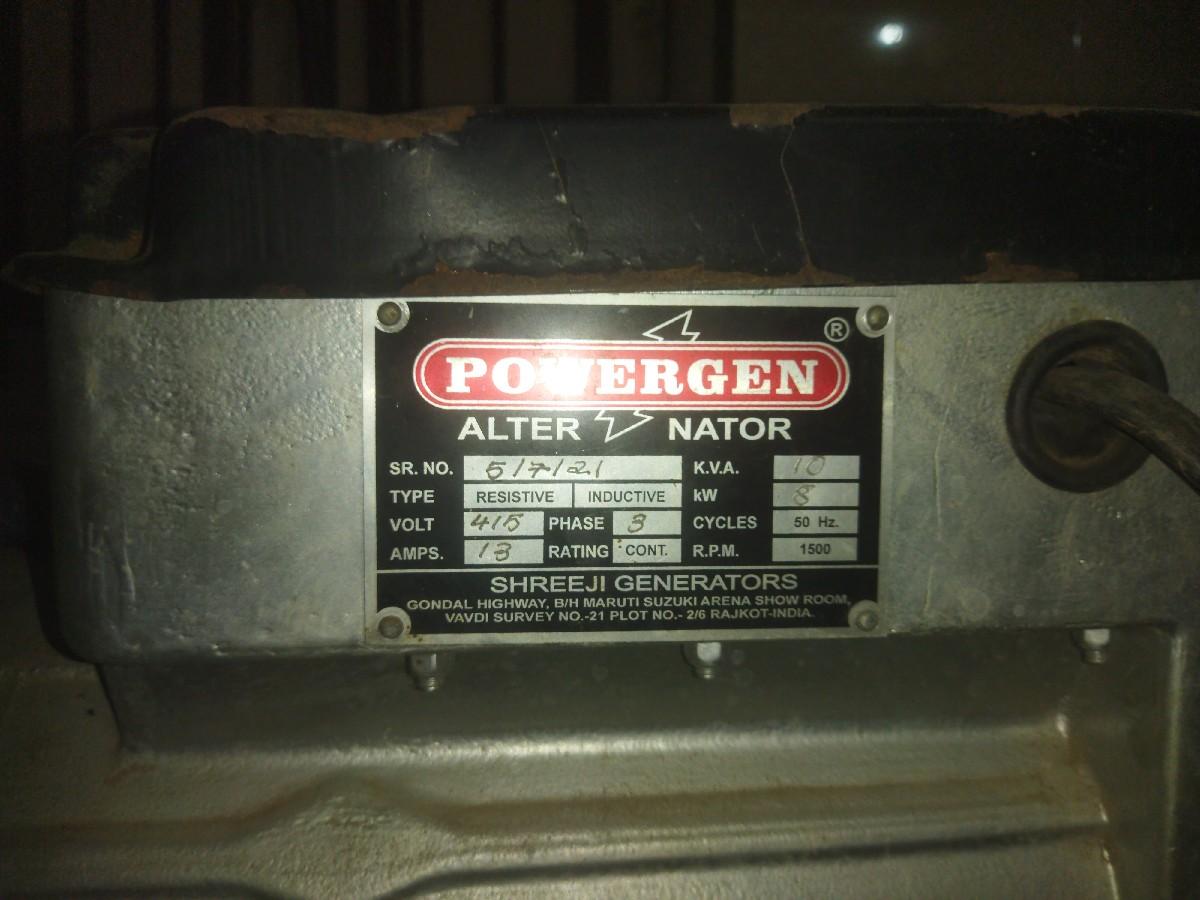 POWERGEN ®
ALTER NATOR
SR. NO. 5/7/21 K.V.A. 10
TYPE RESISTIVE INDUCTIVE kW 8
VOLT 415 PHASE 3 CYCLES 50 Hz.
AMPS. 13 RATING CONT. R.P.M. 1500
SHREEJI GENERATORS
GONDAL HIGHWAY, B/H MARUTI SUZUKI ARENA SHOW ROOM,
VAVDI SURVEY NO.-21 PLOT NO.- 2/6 RAJKOT-INDIA.